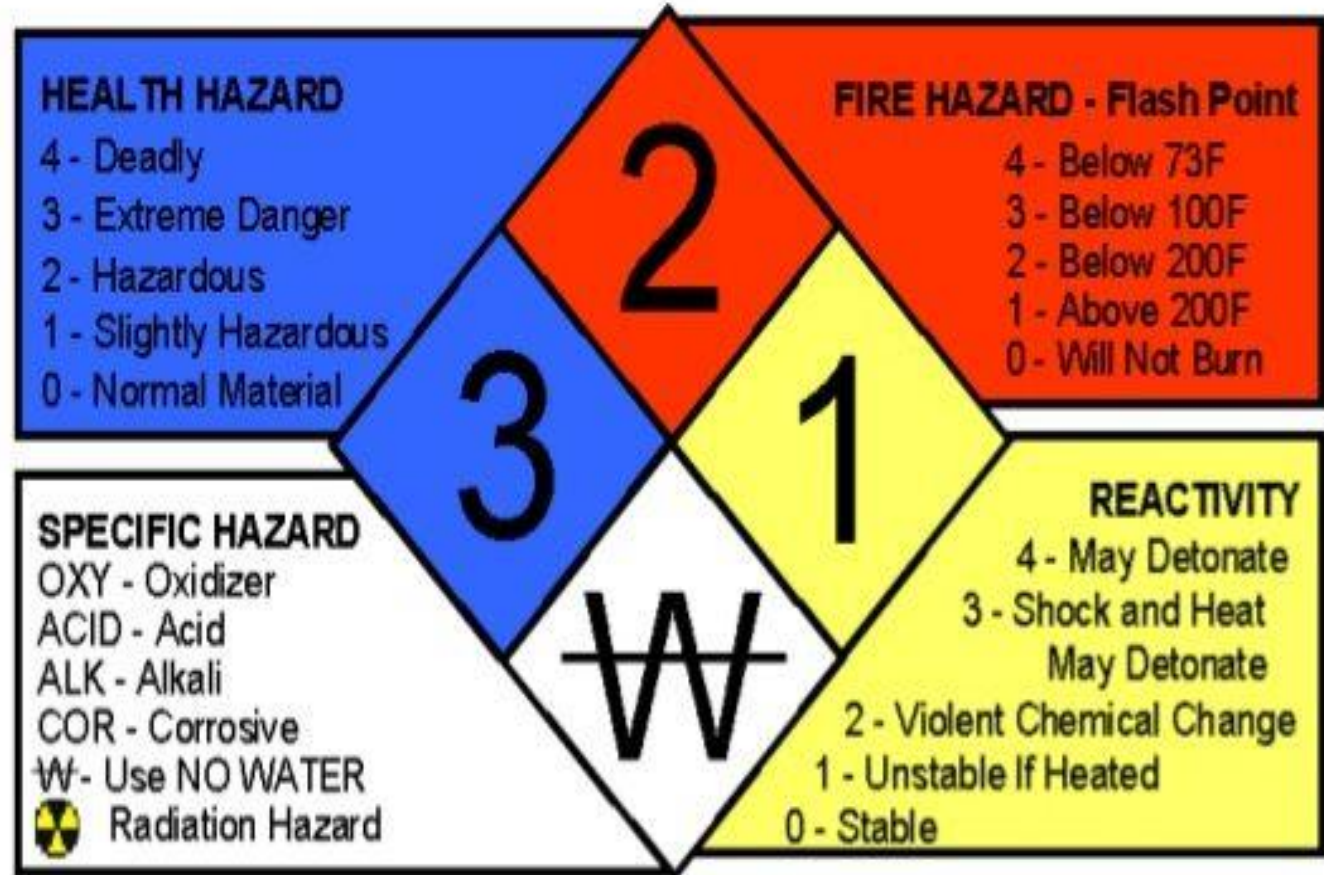 HEALTH HAZARD
4 - Deadly
3 - Extreme Danger
2 - Hazardous
1 - Slightly Hazardous
0 - Normal Material
FIRE HAZARD - Flash Point
4 - Below 73F
3 - Below 100F
2 - Below 200F
1 - Above 200F
0 - Will Not Burn
2
3
1
W̶
SPECIFIC HAZARD
OXY - Oxidizer
ACID - Acid
ALK - Alkali
COR - Corrosive
W̶ - Use NO WATER
Radiation Hazard
REACTIVITY
4 - May Detonate
3 - Shock and Heat
May Detonate
2 - Violent Chemical Change
1 - Unstable If Heated
0 - Stable